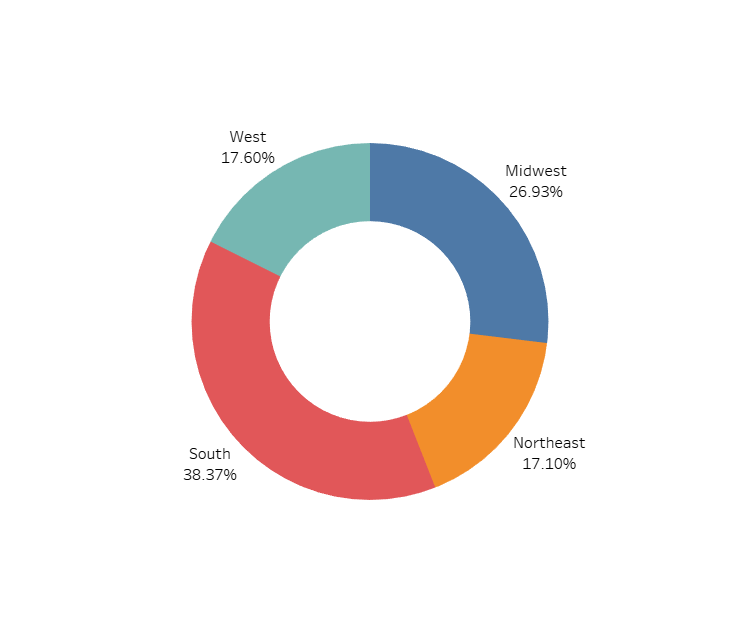 West
17.60%
Midwest
26.93%
Northeast
17.10%
South
38.37%